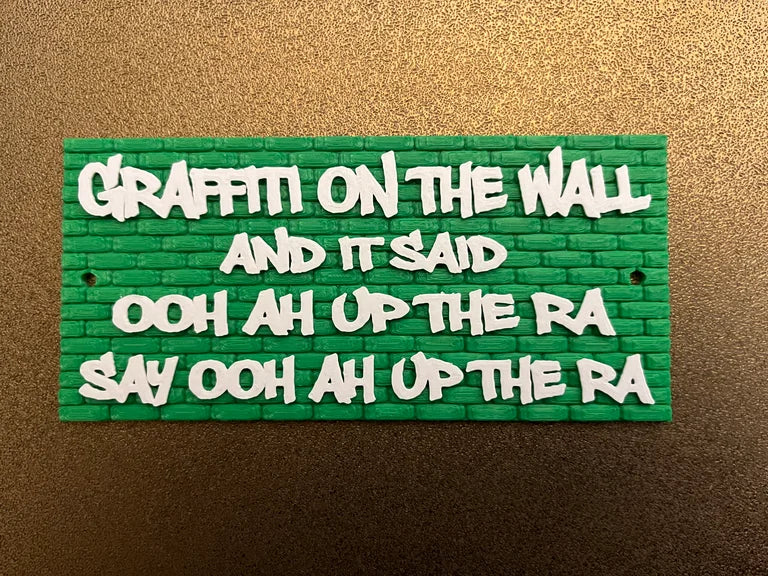 GRAFFITI ON THE WALL
AND IT SAID
OOH AH UP THE RA
SAY OOH AH UP THE RA